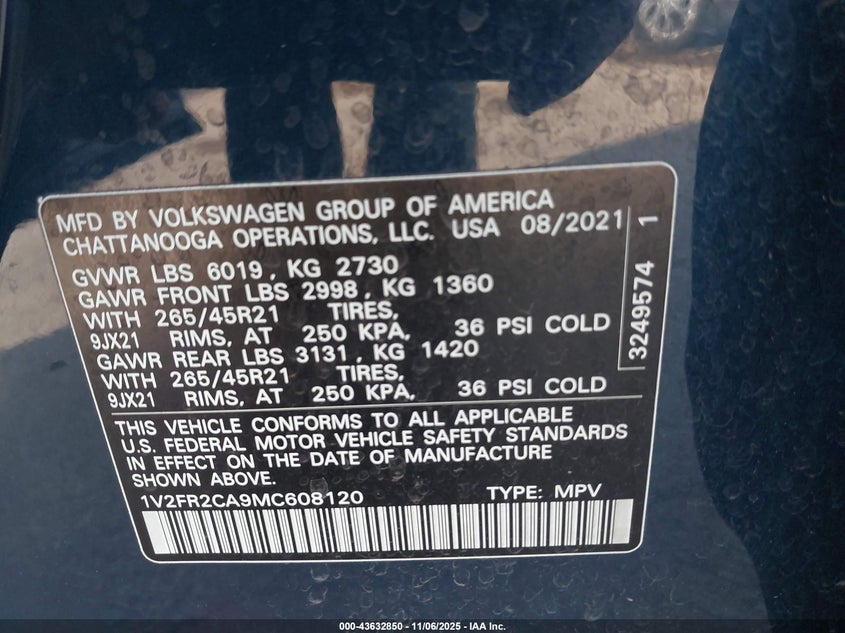 MFD BY VOLKSWAGEN GROUP OF AMERICA
CHATTANOOGA OPERATIONS, LLC. USA 08/2021
GVWR LBS 6019, KG 2730
GAWR FRONT LBS 2998, KG 1360
WITH 265/45R21 TIRES,
9JX21 RIMS, AT 250 KPA, 36 PSI COLD
GAWR REAR LBS 3131, KG 1420
WITH 265/45R21 TIRES,
9JX21 RIMS, AT 250 KPA, 36 PSI COLD
THIS VEHICLE CONFORMS TO ALL APPLICABLE
U.S. FEDERAL MOTOR VEHICLE SAFETY STANDARDS
IN EFFECT ON THE DATE OF MANUFACTURE
SHOWN ABOVE.
1V2FR2CA9MC608120 TYPE: MPV
3249574 1
000-43632850 - 11/06/2025 - IAA Inc.